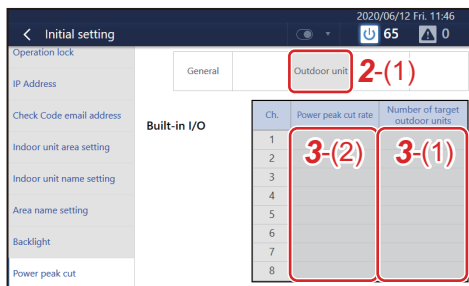 2020/06/12 Fri. 11:46
Initial setting
65
0
Operation lock
IP Address
Check Code email address
Indoor unit area setting
Indoor unit name setting
Area name setting
Backlight
Power peak cut
General
Outdoor unit
2-(1)
Built-in I/O
Ch.
Power peak cut rate
Number of target
outdoor units
1
2
3
4
5
6
7
8
3-(2)
3-(1)